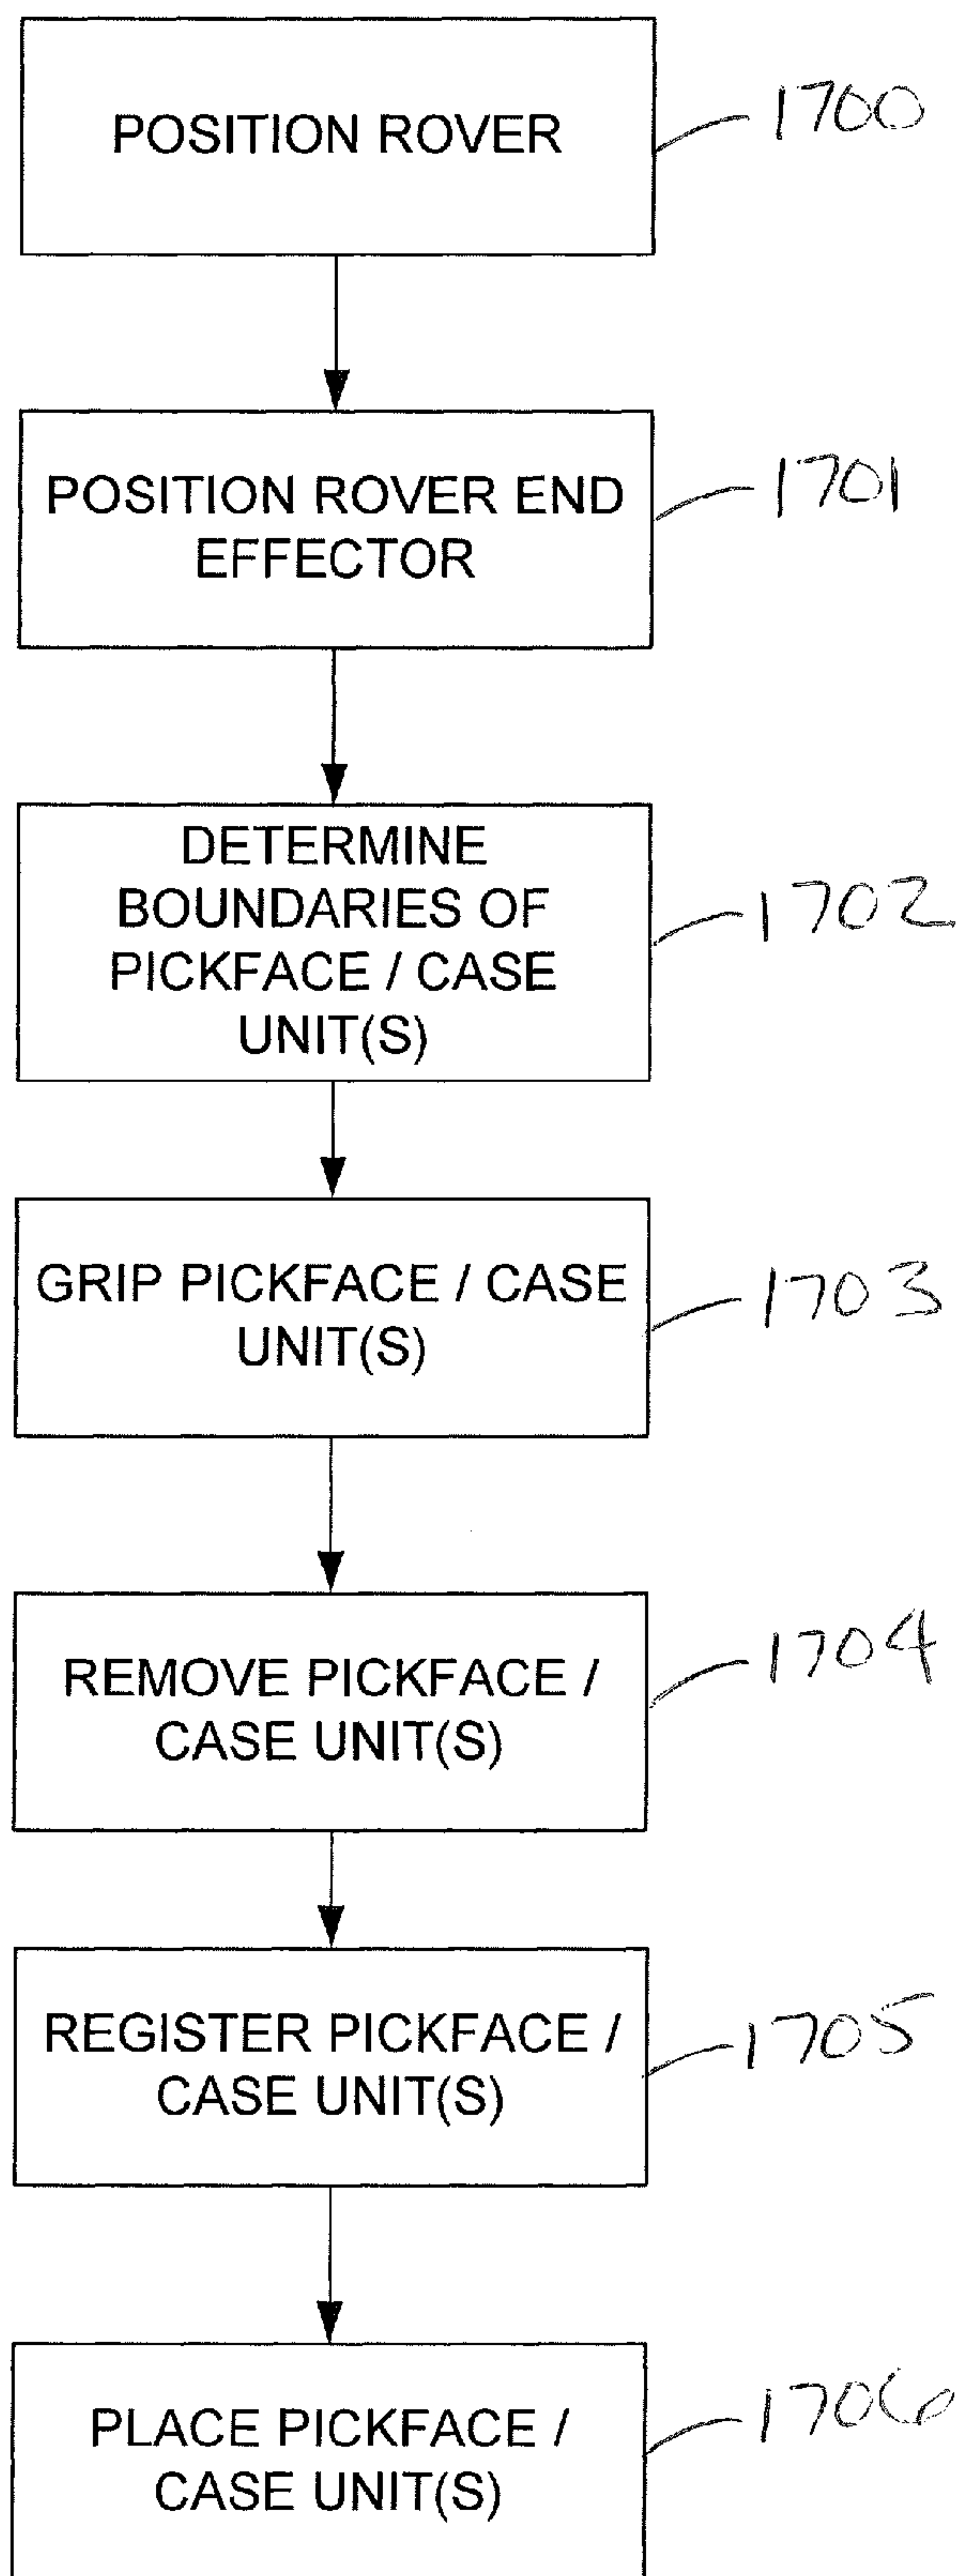 POSITION ROVER
1700
POSITION ROVER END
EFFECTOR
1701
DETERMINE
BOUNDARIES OF
PICKFACE / CASE
UNIT(S)
1702
GRIP PICKFACE / CASE
UNIT(S)
1703
REMOVE PICKFACE /
CASE UNIT(S)
1704
REGISTER PICKFACE /
CASE UNIT(S)
1705
PLACE PICKFACE /
CASE UNIT(S)
1706